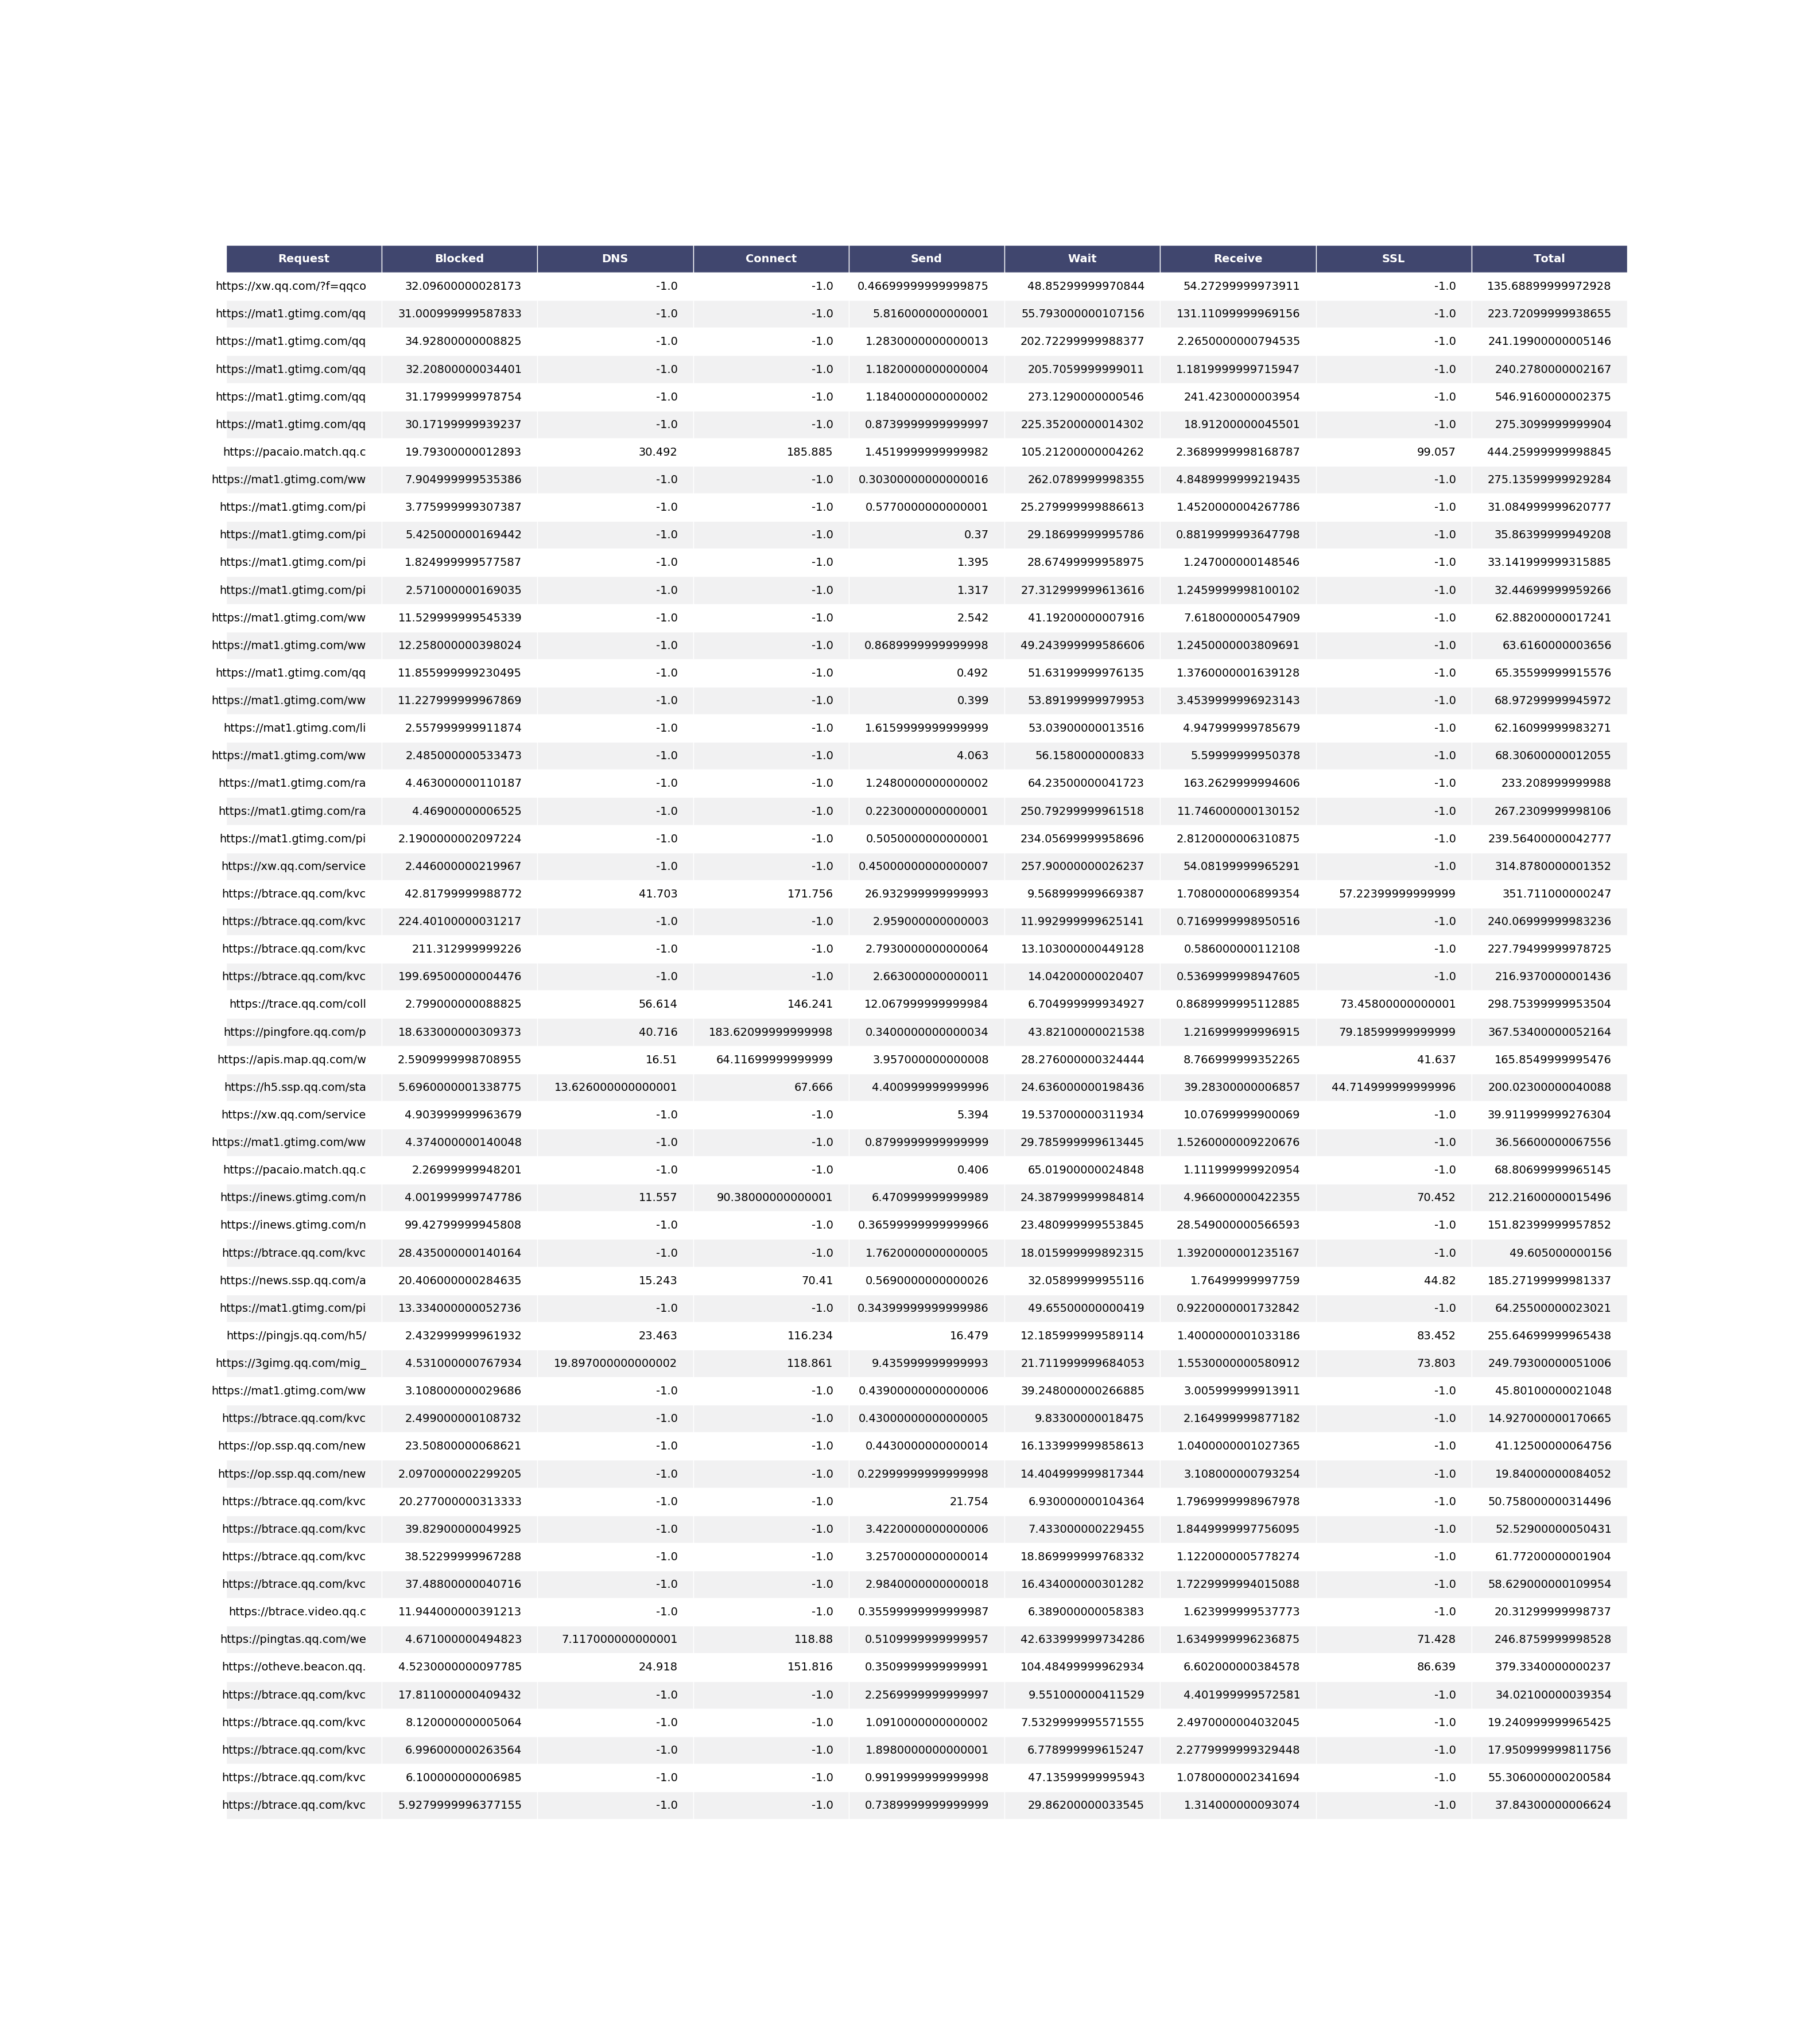 Request Blocked DNS Connect Send Wait Receive SSL Total
https://xw.qq.com/?f=qqco 32.09600000028173 -1.0 -1.0 0.46699999999999875 48.85299999970844 54.27299999973911 -1.0 135.68899999972928
https://mat1.gtimg.com/qq 31.000999999587833 -1.0 -1.0 5.816000000000001 55.793000000107156 131.11099999969156 -1.0 223.72099999938655
https://mat1.gtimg.com/qq 34.92800000008825 -1.0 -1.0 1.2830000000000013 202.72299999988377 2.2650000000794535 -1.0 241.19900000005146
https://mat1.gtimg.com/qq 32.20800000034401 -1.0 -1.0 1.1820000000000004 205.7059999999011 1.1819999999715947 -1.0 240.2780000002167
https://mat1.gtimg.com/qq 31.17999999978754 -1.0 -1.0 1.1840000000000002 273.1290000000546 241.4230000003954 -1.0 546.9160000002375
https://mat1.gtimg.com/qq 30.17199999939237 -1.0 -1.0 0.8739999999999997 225.35200000014302 18.91200000045501 -1.0 275.3099999999904
https://pacaio.match.qq.c 19.79300000012893 30.492 185.885 1.4519999999999982 105.21200000004262 2.3689999998168787 99.057 444.25999999998845
https://mat1.gtimg.com/ww 7.904999999535386 -1.0 -1.0 0.30300000000000016 262.0789999998355 4.8489999999219435 -1.0 275.13599999929284
https://mat1.gtimg.com/pi 3.775999999307387 -1.0 -1.0 0.5770000000000001 25.279999999886613 1.4520000004267786 -1.0 31.084999999620777
https://mat1.gtimg.com/pi 5.425000000169442 -1.0 -1.0 0.37 29.18699999995786 0.8819999993647798 -1.0 35.86399999949208
https://mat1.gtimg.com/pi 1.824999999577587 -1.0 -1.0 1.395 28.67499999958975 1.247000000148546 -1.0 33.141999999315885
https://mat1.gtimg.com/pi 2.571000000169035 -1.0 -1.0 1.317 27.312999999613616 1.2459999998100102 -1.0 32.44699999959266
https://mat1.gtimg.com/ww 11.529999999545339 -1.0 -1.0 2.542 41.19200000007916 7.618000000547909 -1.0 62.88200000017241
https://mat1.gtimg.com/ww 12.258000000398024 -1.0 -1.0 0.8689999999999998 49.243999999586606 1.2450000003809691 -1.0 63.6160000003656
https://mat1.gtimg.com/qq 11.855999999230495 -1.0 -1.0 0.492 51.63199999976135 1.3760000001639128 -1.0 65.35599999915576
https://mat1.gtimg.com/ww 11.227999999967869 -1.0 -1.0 0.399 53.89199999979953 3.4539999996923143 -1.0 68.97299999945972
https://mat1.gtimg.com/li 2.557999999911874 -1.0 -1.0 1.6159999999999999 53.03900000013516 4.9479999999785679 -1.0 62.16099999983271
https://mat1.gtimg.com/ww 2.485000000533473 -1.0 -1.0 4.063 56.1580000000833 5.59999999950378 -1.0 68.30600000012055
https://mat1.gtimg.com/ra 4.463000000110187 -1.0 -1.0 1.2480000000000002 64.23500000041723 163.2629999994606 -1.0 233.208999999988
https://mat1.gtimg.com/ra 4.46900000006525 -1.0 -1.0 0.2230000000000001 250.79299999961518 11.746000000130152 -1.0 267.2309999998106
https://mat1.gtimg.com/pi 2.1900000002097224 -1.0 -1.0 0.5050000000000001 234.05699999958696 2.8120000006310875 -1.0 239.56400000042777
https://xw.qq.com/service 2.446000000219967 -1.0 -1.0 0.45000000000000007 257.90000000026237 54.08199999965291 -1.0 314.8780000001352
https://btrace.qq.com/kvc 42.81799999988772 41.703 171.756 26.932999999999993 9.568999999669387 1.7080000006899354 57.22399999999999 351.711000000247
https://btrace.qq.com/kvc 224.40100000031217 -1.0 -1.0 2.959000000000003 11.992999999625141 0.7169999998950516 -1.0 240.06999999983236
https://btrace.qq.com/kvc 211.312999999226 -1.0 -1.0 2.7930000000000064 13.103000000449128 0.586000000112108 -1.0 227.79499999978725
https://btrace.qq.com/kvc 199.69500000004476 -1.0 -1.0 2.663000000000011 14.04200000020407 0.5369999998947605 -1.0 216.9370000001436
https://trace.qq.com/coll 2.799000000088825 56.614 146.241 12.067999999999984 6.704999999934927 0.8689999995112885 73.45800000000001 298.75399999953504
https://pingfore.qq.com/p 18.633000000309373 40.716 183.62099999999998 0.3400000000000034 43.82100000021538 1.2169999999996915 79.18599999999999 367.53400000052164
https://apis.map.qq.com/w 2.5909999998708955 16.51 64.11699999999999 3.957000000000008 28.276000000324444 8.766999999352265 41.637 165.8549999995476
https://h5.ssp.qq.com/sta 5.6960000001338775 13.626000000000001 67.666 4.400999999999996 24.636000000198436 39.28300000006857 44.714999999999996 200.02300000040088
https://xw.qq.com/service 4.903999999963679 -1.0 -1.0 5.394 19.537000000311934 10.07699999900069 -1.0 39.911999999276304
https://mat1.gtimg.com/ww 4.374000000140048 -1.0 -1.0 0.8799999999999999 29.785999999613445 1.5260000009220676 -1.0 36.56600000067556
https://pacaio.match.qq.c 2.26999999948201 -1.0 -1.0 0.406 65.01900000024848 1.111999999920954 -1.0 68.80699999965145
https://inews.gtimg.com/n 4.001999999747786 11.557 90.38000000000001 6.470999999999989 24.387999999984814 4.966000000422355 70.452 212.21600000015496
https://inews.gtimg.com/n 99.42799999945808 -1.0 -1.0 0.36599999999999966 23.480999999553845 28.549000000566593 -1.0 151.82399999957852
https://btrace.qq.com/kvc 28.435000000140164 -1.0 -1.0 1.7620000000000005 18.015999999892315 1.3920000001235167 -1.0 49.605000000156
https://news.ssp.qq.com/a 20.406000000284635 15.243 70.41 0.5690000000000026 32.05899999955116 1.76499999997759 44.82 185.27199999981337
https://mat1.gtimg.com/pi 13.334000000052736 -1.0 -1.0 0.34399999999999986 49.65500000000419 0.9220000001732842 -1.0 64.25500000023021
https://pingjs.qq.com/h5/ 2.432999999961932 23.463 116.234 16.479 12.185999999589114 1.4000000001033186 83.452 255.64699999965438
https://3gimg.qq.com/mig_ 4.531000000767934 19.897000000000002 118.861 9.435999999999993 21.711999999684053 1.5530000000580912 73.803 249.79300000051006
https://mat1.gtimg.com/ww 3.108000000029686 -1.0 -1.0 0.43900000000000006 39.248000000266885 3.005999999913911 -1.0 45.80100000021048
https://btrace.qq.com/kvc 2.499000000108732 -1.0 -1.0 0.43000000000000005 9.83300000018475 2.164999999877182 -1.0 14.927000000170665
https://op.ssp.qq.com/new 23.50800000068621 -1.0 -1.0 0.4430000000000014 16.133999999858613 1.0400000001027365 -1.0 41.12500000064756
https://op.ssp.qq.com/new 2.0970000002299205 -1.0 -1.0 0.22999999999999998 14.404999999817344 3.108000000793254 -1.0 19.84000000084052
https://btrace.qq.com/kvc 20.277000000313333 -1.0 -1.0 21.754 6.930000000104364 1.7969999998967978 -1.0 50.758000000314496
https://btrace.qq.com/kvc 39.82900000049925 -1.0 -1.0 3.4220000000000006 7.433000000229455 1.8449999997756095 -1.0 52.52900000050431
https://btrace.qq.com/kvc 38.52299999967288 -1.0 -1.0 3.2570000000000014 18.869999999768332 1.1220000005778274 -1.0 61.77200000001904
https://btrace.qq.com/kvc 37.48800000040716 -1.0 -1.0 2.9840000000000018 16.434000000301282 1.7229999994015088 -1.0 58.629000000109954
https://btrace.video.qq.c 11.944000000391213 -1.0 -1.0 0.35599999999999987 6.389000000058383 1.623999999537773 -1.0 20.31299999998737
https://pingtas.qq.com/we 4.671000000494823 7.117000000000001 118.88 0.5109999999999957 42.633999999734286 1.6349999996236875 71.428 246.8759999998528
https://otheve.beacon.qq. 4.5230000000097785 24.918 151.816 0.3509999999999991 104.48499999962934 6.602000000384578 86.639 379.3340000000237
https://btrace.qq.com/kvc 17.811000000409432 -1.0 -1.0 2.2569999999999997 9.551000000411529 4.401999999572581 -1.0 34.02100000039354
https://btrace.qq.com/kvc 8.120000000005064 -1.0 -1.0 1.0910000000000002 7.5329999995571555 2.4970000004032045 -1.0 19.240999999965425
https://btrace.qq.com/kvc 6.996000000263564 -1.0 -1.0 1.8980000000000001 6.778999999615247 2.2779999999329448 -1.0 17.950999999811756
https://btrace.qq.com/kvc 6.100000000006985 -1.0 -1.0 0.9919999999999998 47.13599999995943 1.0780000002341694 -1.0 55.306000000200584
https://btrace.qq.com/kvc 5.9279999996377155 -1.0 -1.0 0.7389999999999999 29.86200000033545 1.314000000093074 -1.0 37.84300000006624